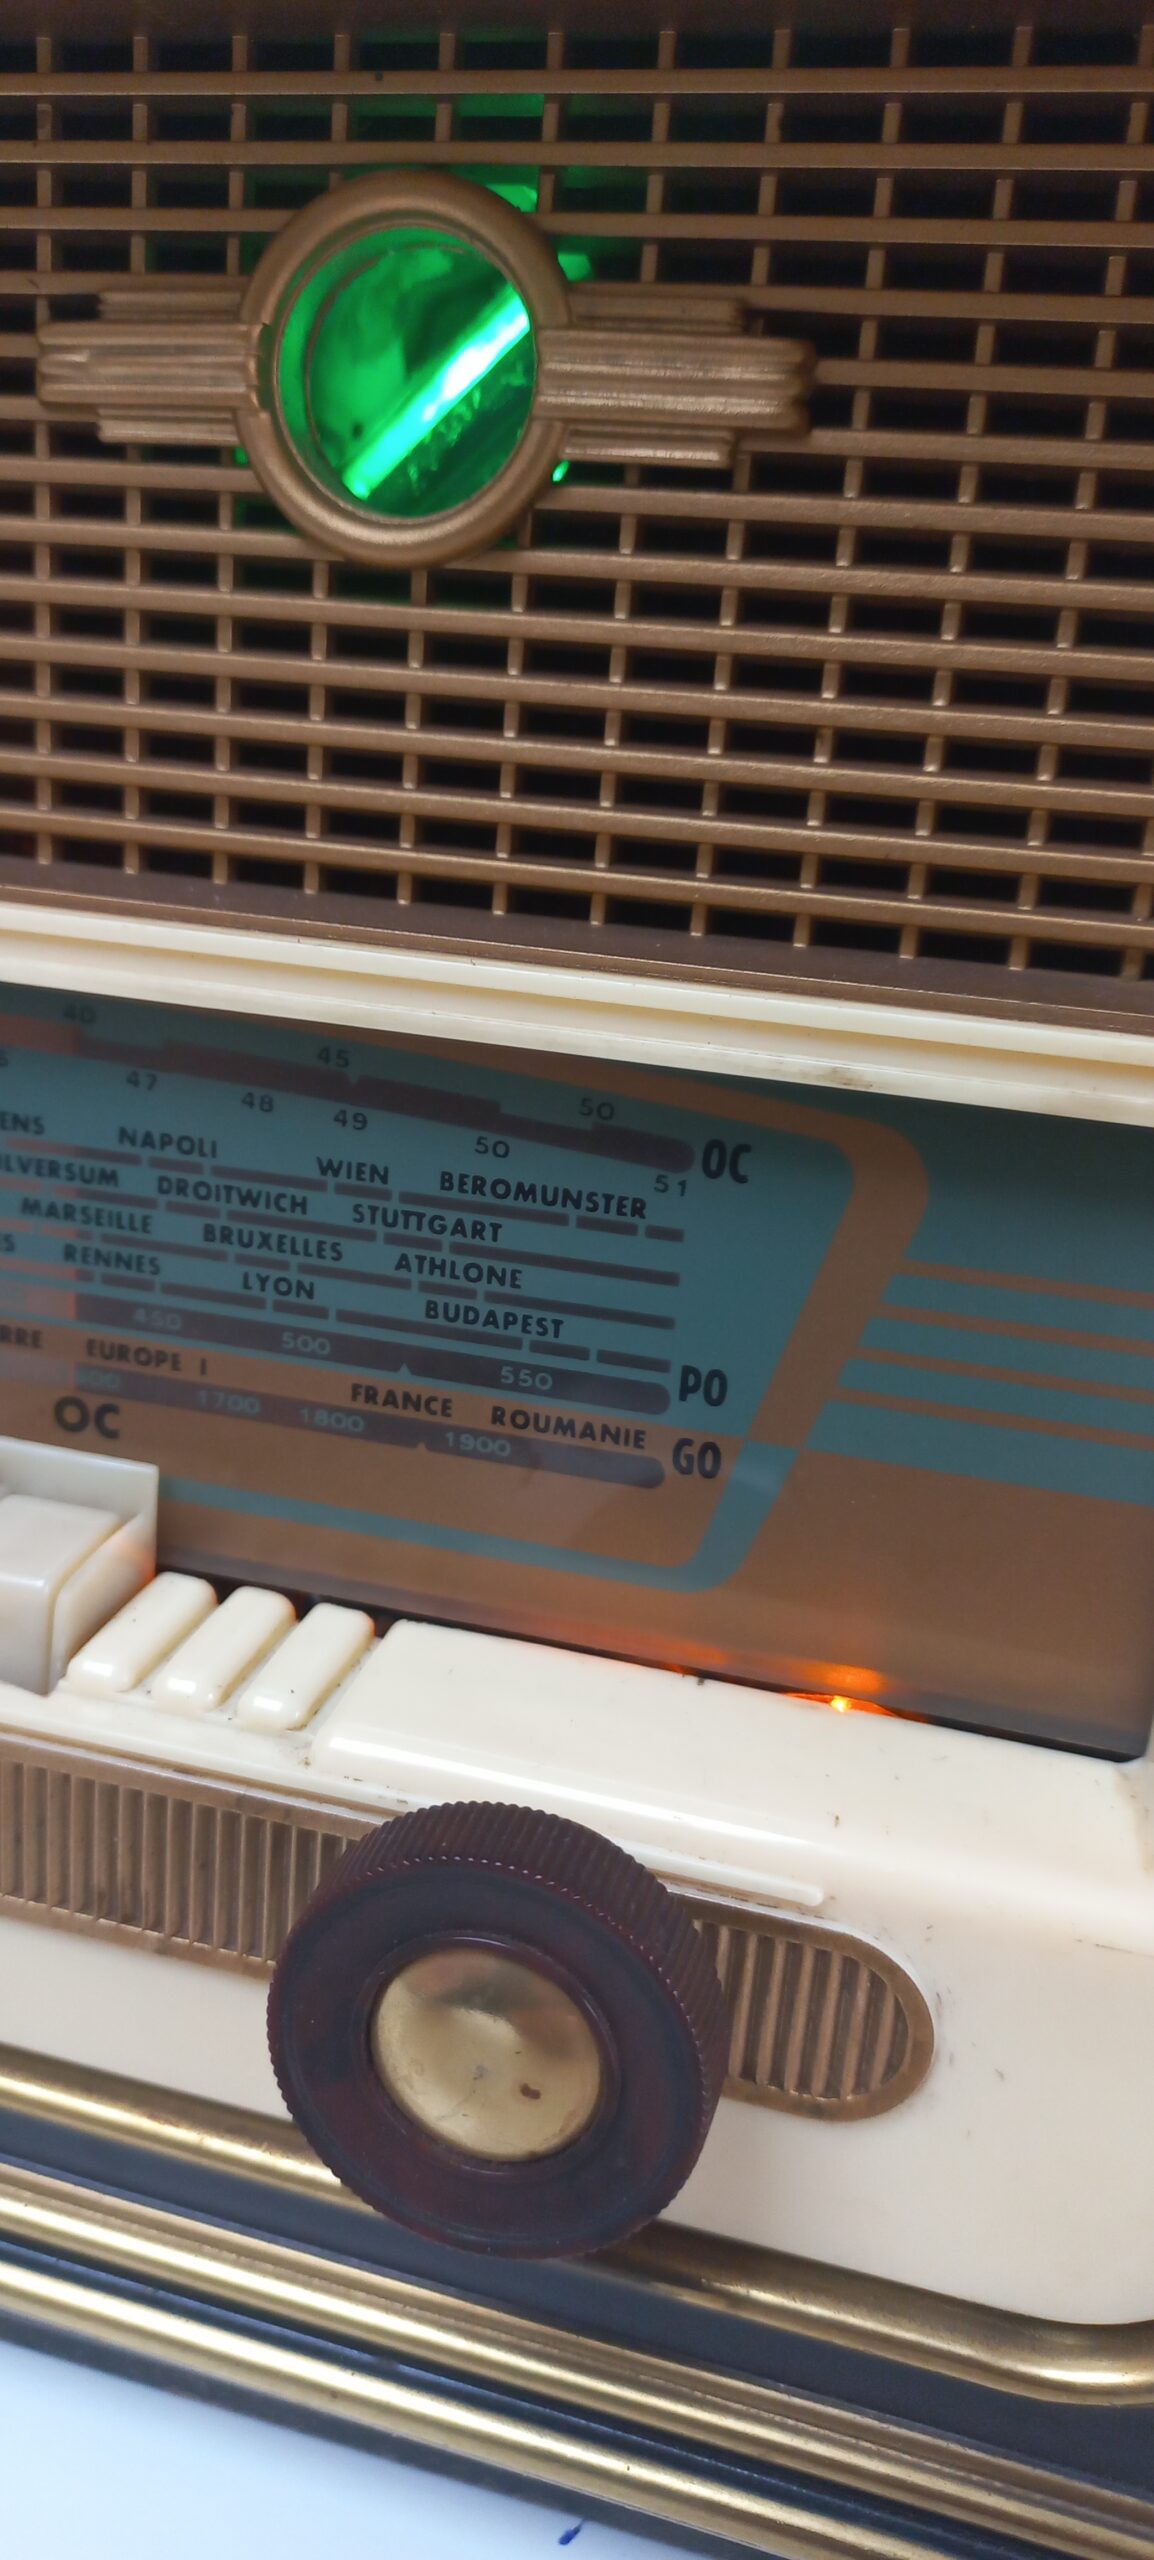 40 45 50 OC
47 48 49 50 51
NAPOLI WIEN BEROMUNSTER
DROITWICH STUTTGART
MARSEILLE BRUXELLES ATHLONE
RENNES LYON BUDAPEST
450 500 550 PO
EUROPE 1 FRANCE ROUMANIE
1700 1800 1900 GO
OC